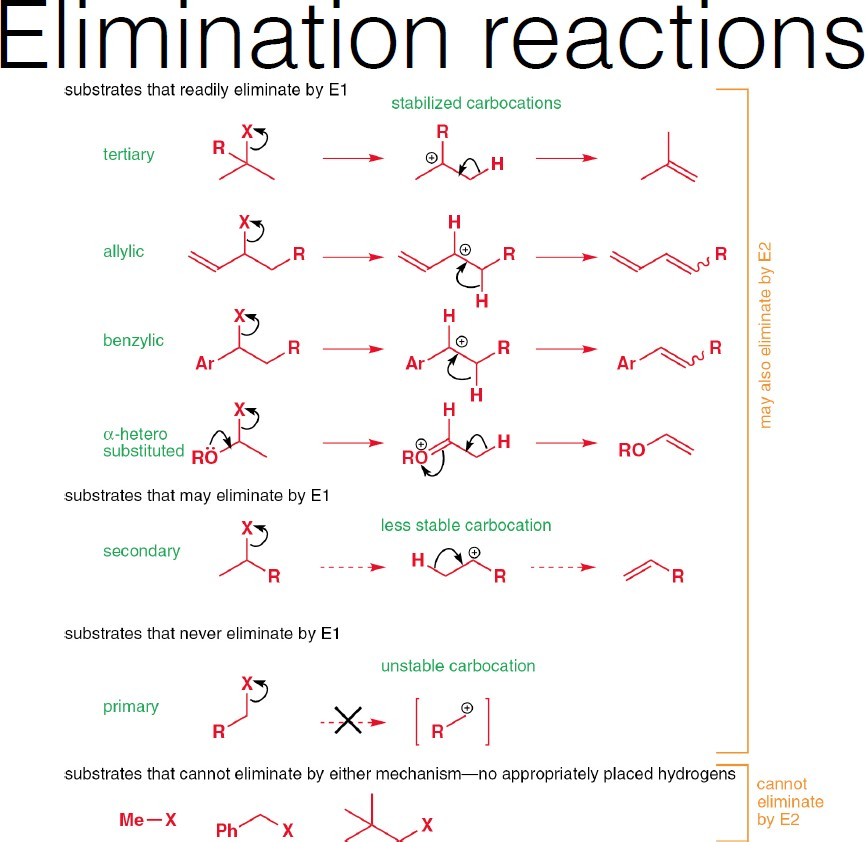 Elimination reactions
substrates that readily eliminate by E1
stabilized carbocations
tertiary
X
R
R
⊕
H
allylic
X
R
H
⊕
R
H
R
benzylic
X
Ar
R
H
⊕
Ar
R
H
Ar
R
α-hetero
substituted
X
RÖ
H
⊕
RO
H
RO
substrates that may eliminate by E1
less stable carbocation
secondary
X
R
H
⊕
R
R
substrates that never eliminate by E1
unstable carbocation
primary
X
R
R
⊕
may also eliminate by E2
substrates that cannot eliminate by either mechanism—no appropriately placed hydrogens
Me—X
Ph
X
X
cannot
eliminate
by E2